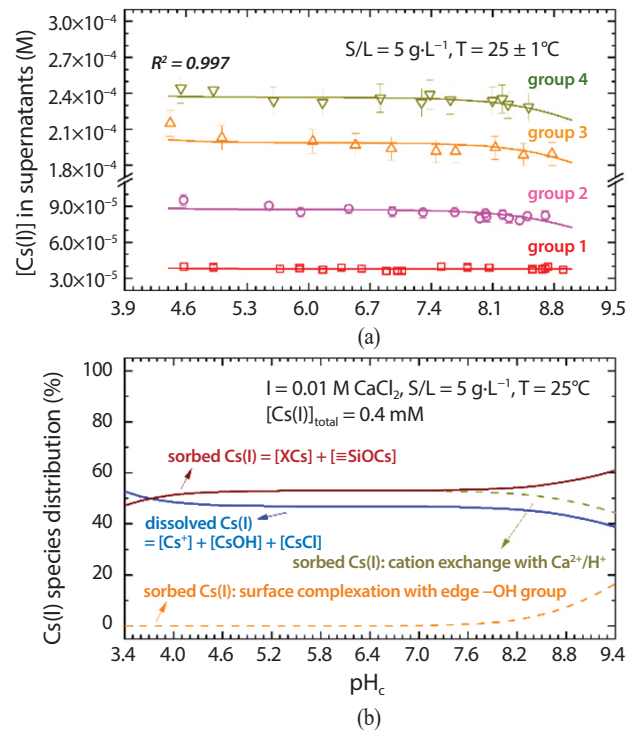 3.0×10⁻⁴
R² = 0.997
S/L = 5 g·L⁻¹, T = 25 ± 1°C
2.7×10⁻⁴
group 4
2.4×10⁻⁴
group 3
2.1×10⁻⁴
1.8×10⁻⁴
group 2
9.0×10⁻⁵
6.0×10⁻⁵
group 1
3.0×10⁻⁵
[Cs(I)] in supernatants (M)
3.9 4.6 5.3 6.0 6.7 7.4 8.1 8.8 9.5
(a)
100
I = 0.01 M CaCl₂, S/L = 5 g·L⁻¹, T = 25°C
[Cs(I)]total = 0.4 mM
80
sorbed Cs(I) = [XCs] + [≡SiOCs]
60
40
dissolved Cs(I)
= [Cs⁺] + [CsOH] + [CsCl]
sorbed Cs(I): cation exchange with Ca²⁺/H⁺
20
sorbed Cs(I): surface complexation with edge –OH group
0
Cs(I) species distribution (%)
3.4 4.0 4.6 5.2 5.8 6.4 7.0 7.6 8.2 8.8 9.4
pHc
(b)